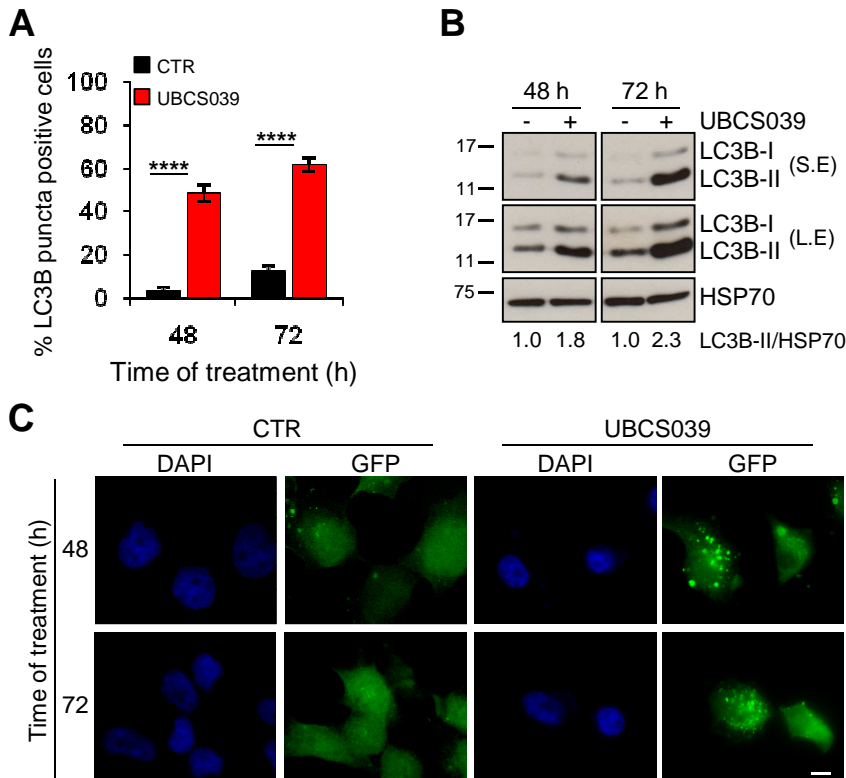 A
% LC3B puncta positive cells
100
80
60
40
20
0
CTR
UBCS039
****
****
48
72
Time of treatment (h)
B
48 h
72 h
- + - + UBCS039
17
11
LC3B-I
LC3B-II
(S.E)
17
11
LC3B-I
LC3B-II
(L.E)
75
HSP70
1.0 1.8 1.0 2.3 LC3B-II/HSP70
C
CTR
UBCS039
DAPI GFP DAPI GFP
Time of treatment (h)
48
72